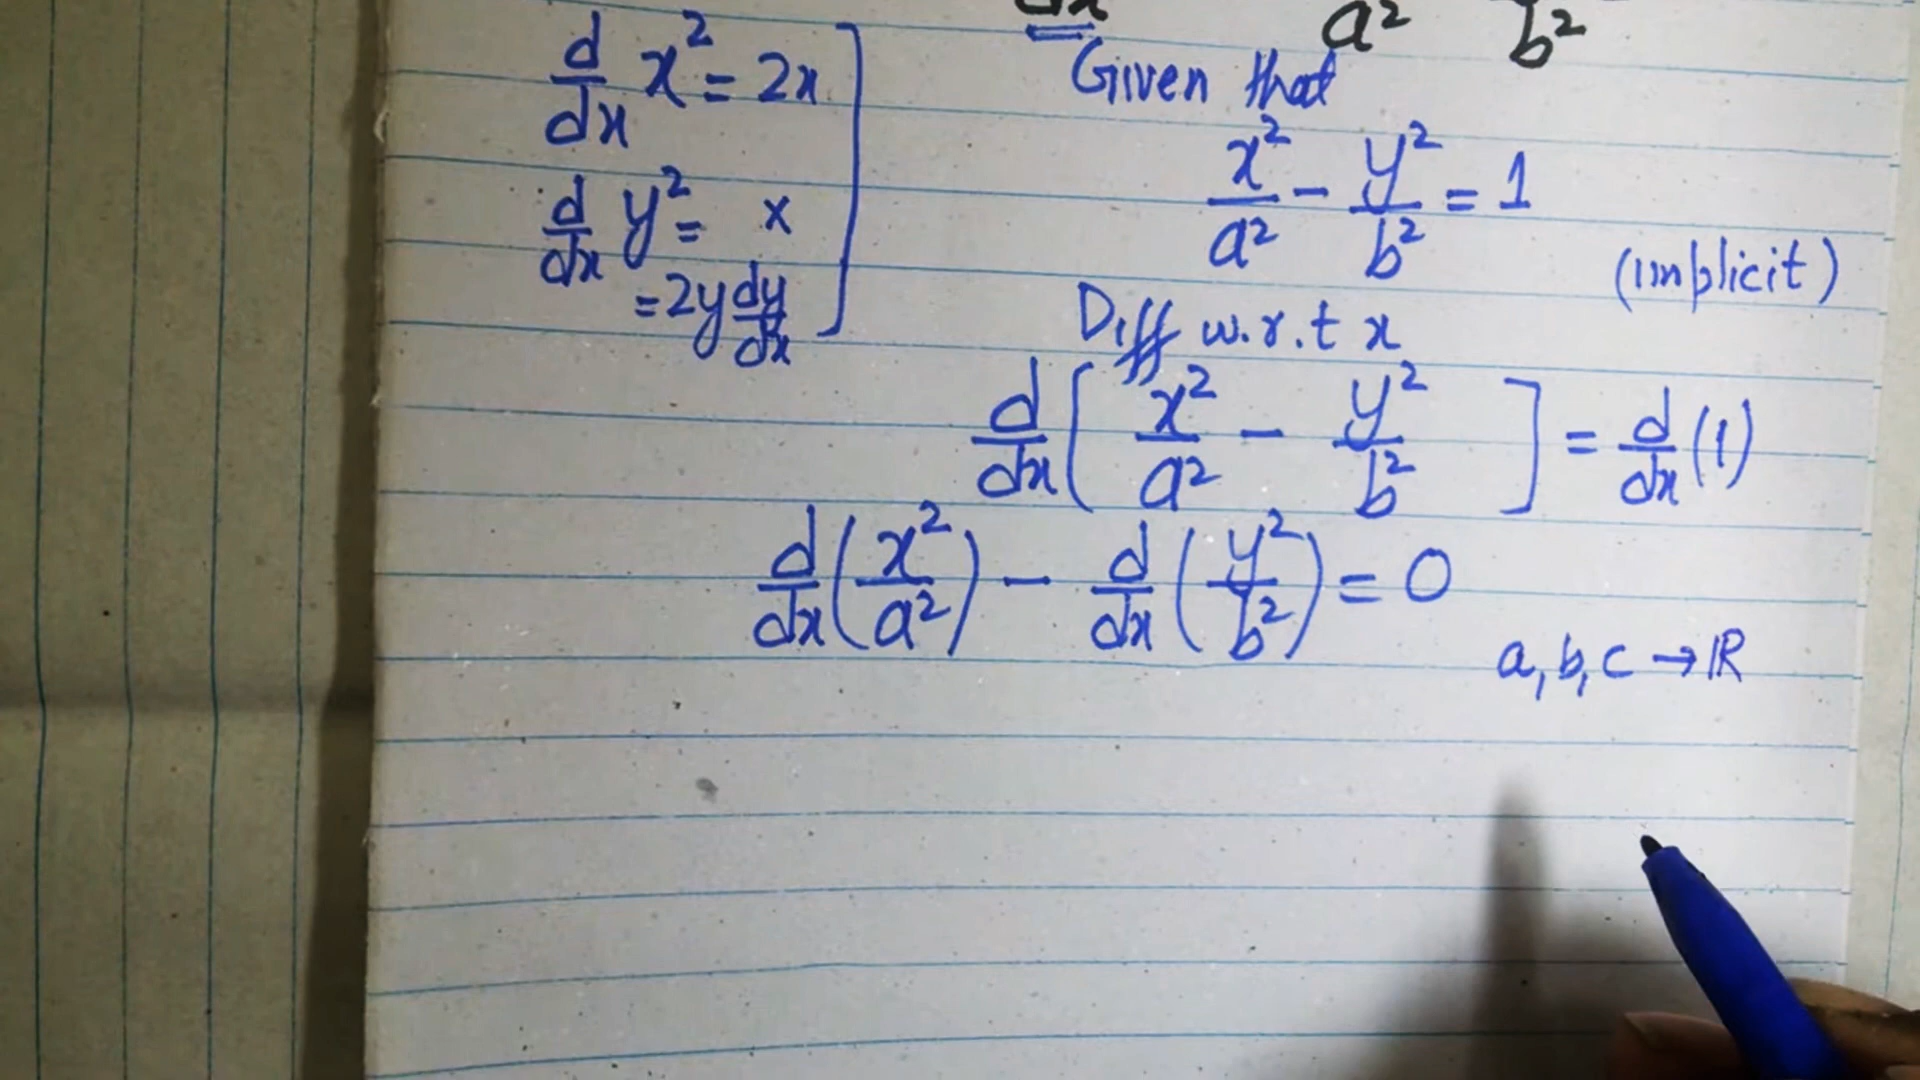 d/dx x² = 2x
d/dx y² = x
= 2y dy/dx
a² b²
Given that
x²/a² - y²/b² = 1
(implicit)
Diff w.r.t x
d/dx [ x²/a² - y²/b² ] = d/dx (1)
d/dx (x²/a²) - d/dx (y²/b²) = 0
a, b, c → ℝ